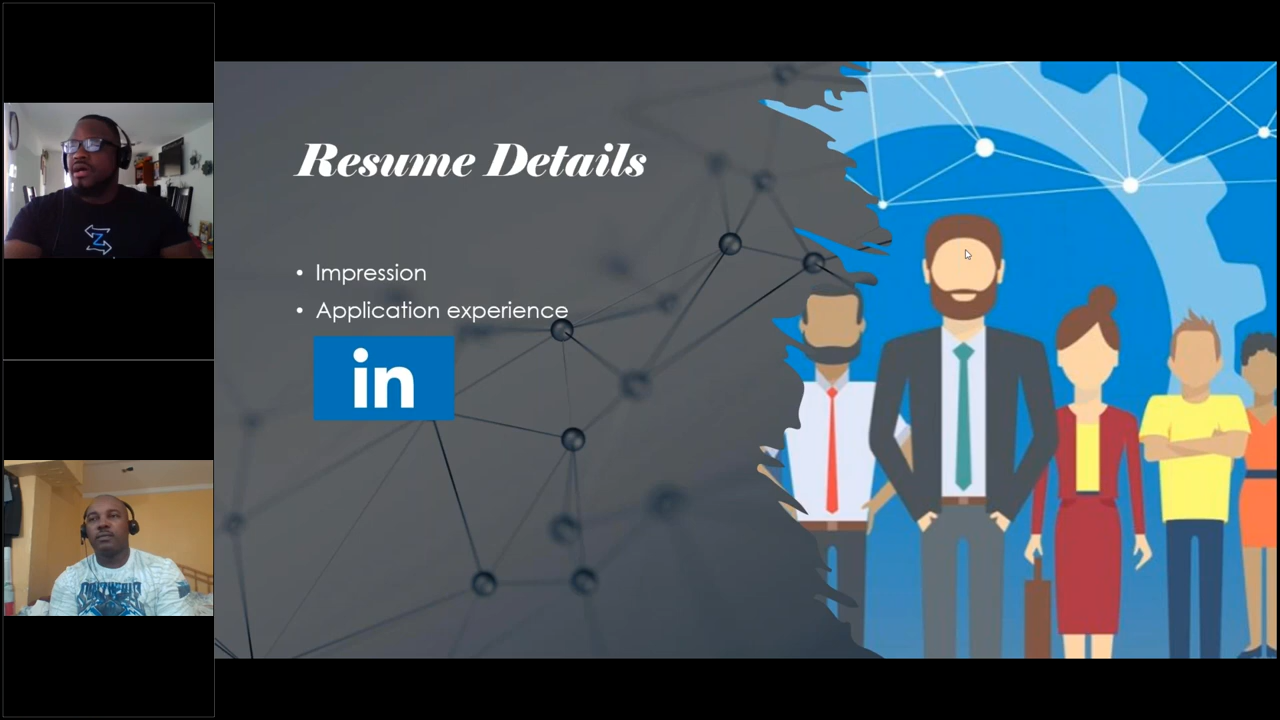 Resume Details
• Impression
• Application experience
in
Z